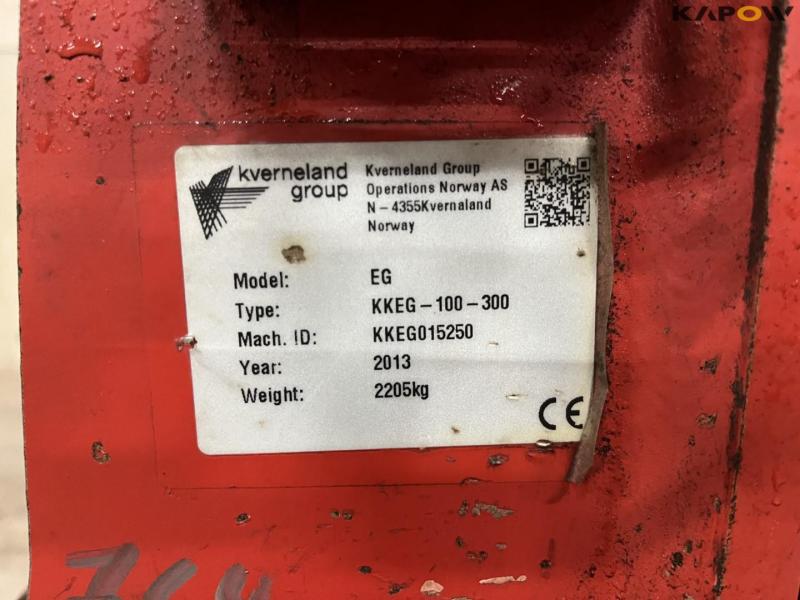 KAPOW
kverneland
group
Kverneland Group
Operations Norway AS
N - 4355Kvernaland
Norway
Model: EG
Type: KKEG-100-300
Mach. ID: KKEG015250
Year: 2013
Weight: 2205kg
CE